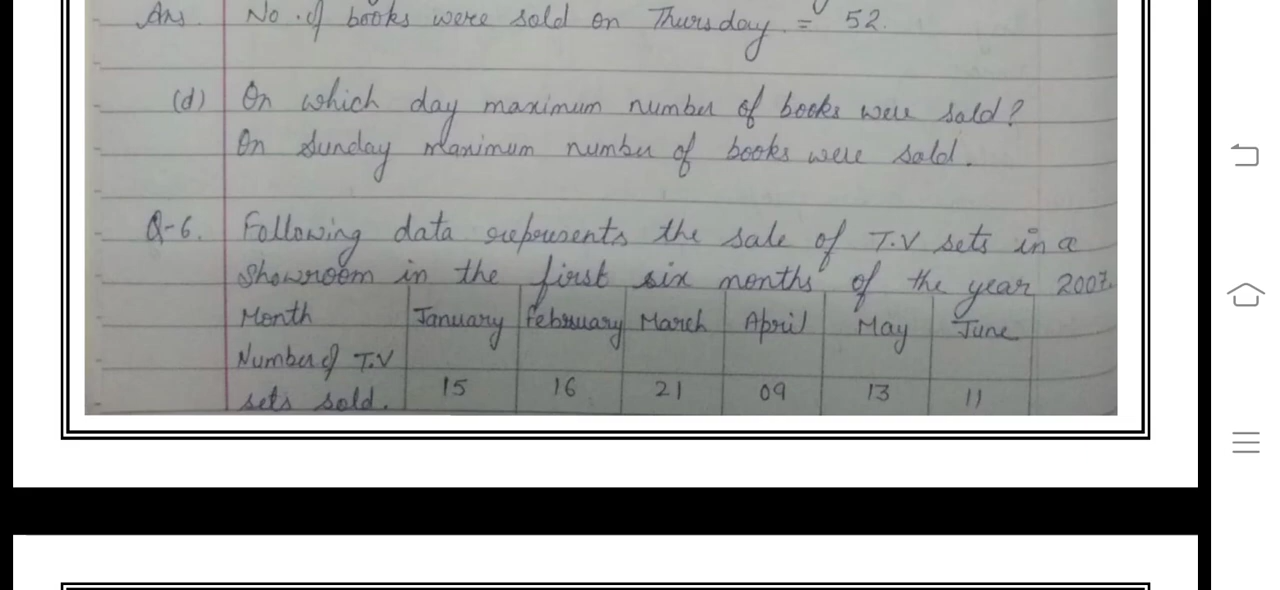 Ans. No. of books were sold on Thursday. = 52.
(d) On which day maximum number of books were sold?
On Sunday maximum number of books were sold.
Q-6. Following data represents the sale of T.V sets in a
showroom in the first six months of the year 2007.
Month January February March April May June
Number of T.V
sets sold. 15 16 21 09 13 11